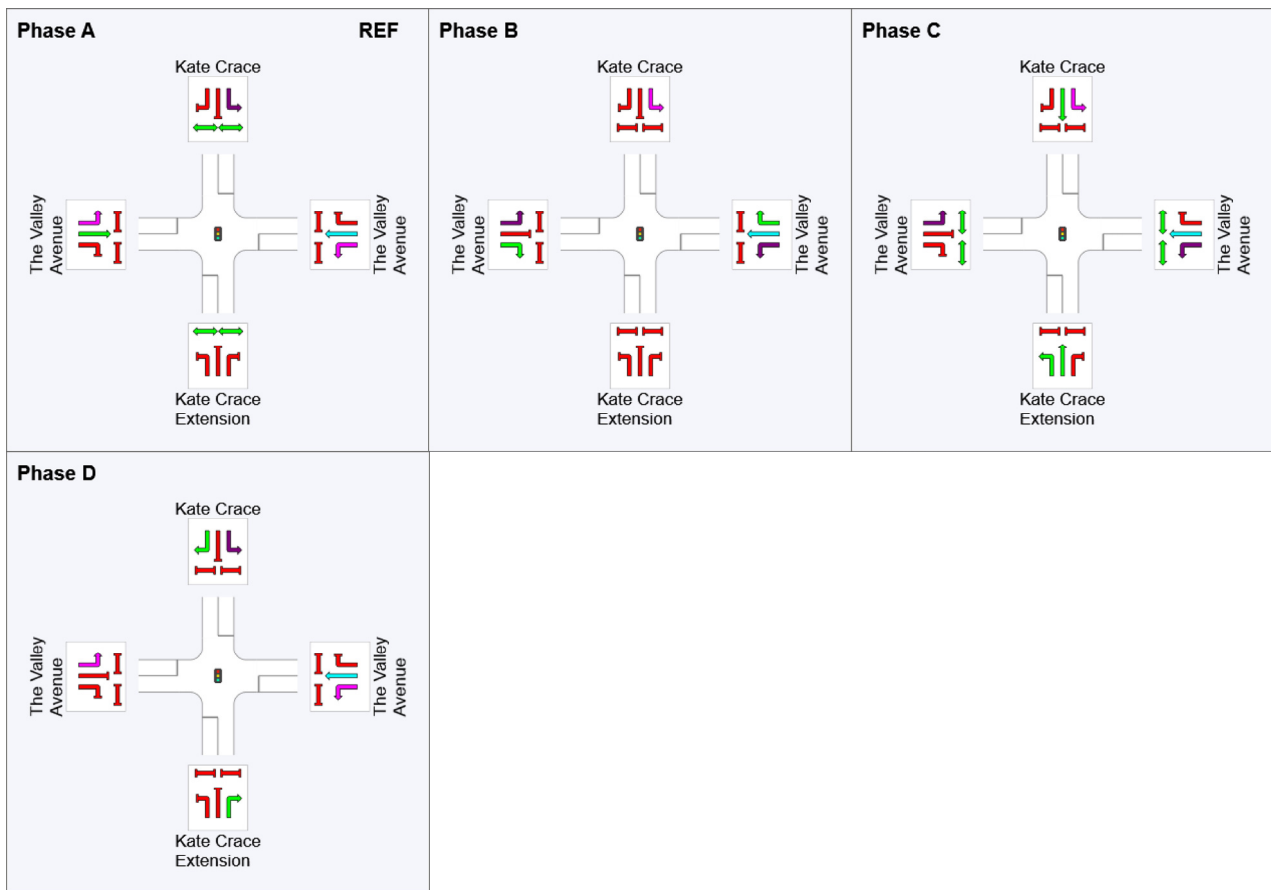 Phase A
REF
Kate Crace
The Valley
Avenue
The Valley
Avenue
Kate Crace
Extension
Phase B
Kate Crace
The Valley
Avenue
The Valley
Avenue
Kate Crace
Extension
Phase C
Kate Crace
The Valley
Avenue
The Valley
Avenue
Kate Crace
Extension
Phase D
Kate Crace
The Valley
Avenue
The Valley
Avenue
Kate Crace
Extension